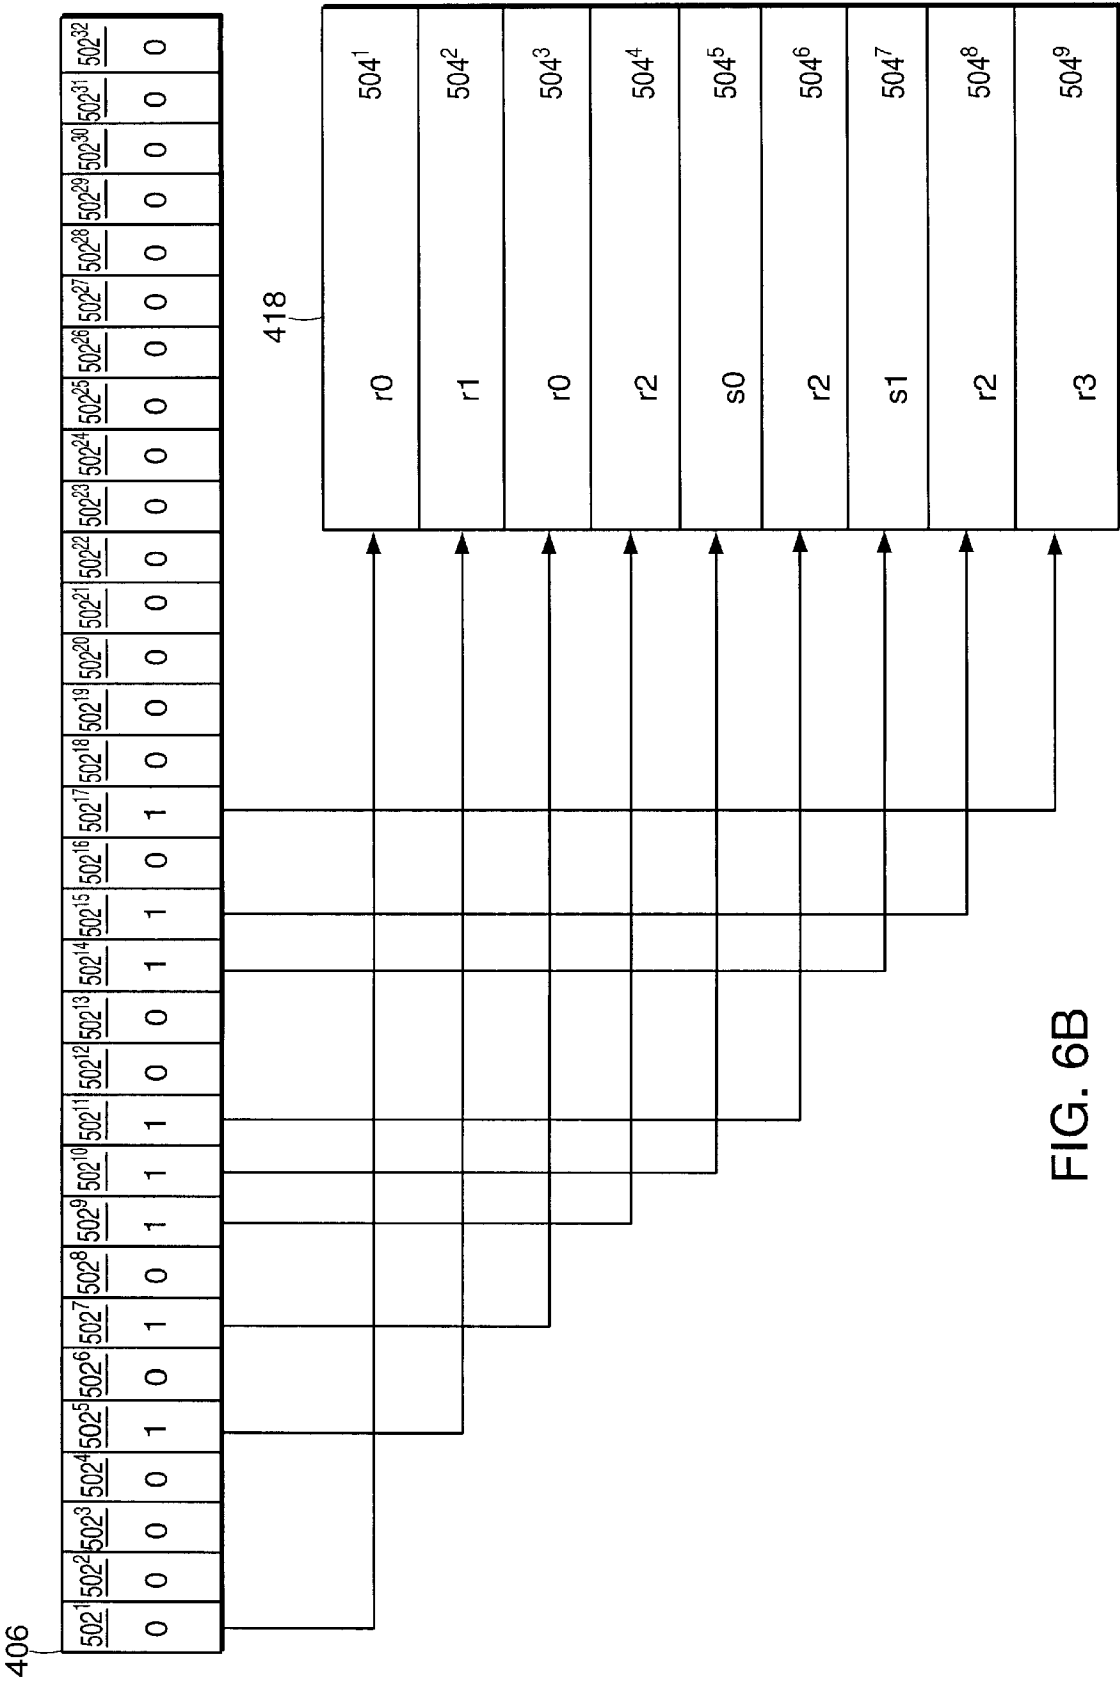 406
502¹ 502² 502³ 502⁴ 502⁵ 502⁶ 502⁷ 502⁸ 502⁹ 502¹⁰ 502¹¹ 502¹² 502¹³ 502¹⁴ 502¹⁵ 502¹⁶ 502¹⁷ 502¹⁸ 502¹⁹ 502²⁰ 502²¹ 502²² 502²³ 502²⁴ 502²⁵ 502²⁶ 502²⁷ 502²⁸ 502²⁹ 502³⁰ 502³¹ 502³²
0 0 0 0 1 0 1 0 1 1 1 0 0 1 1 0 1 0 0 0 0 0 0 0 0 0 0 0 0 0 0 0
418
r0 504¹
r1 504²
r0 504³
r2 504⁴
s0 504⁵
r2 504⁶
s1 504⁷
r2 504⁸
r3 504⁹
FIG. 6B